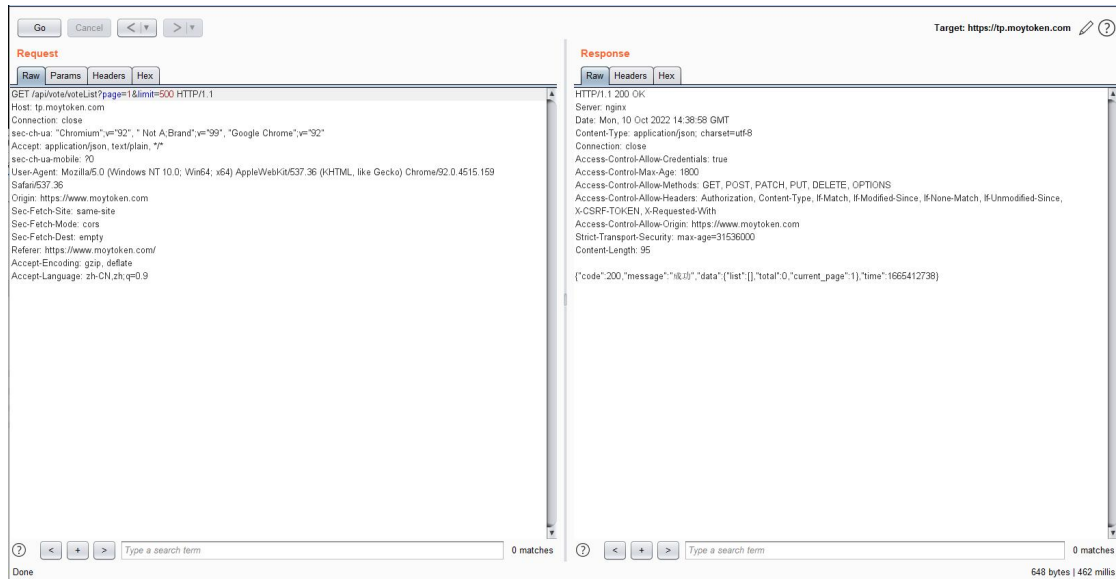 Go
Cancel
<
>
Target: https://tp.moytoken.com
?
Request
Raw
Params
Headers
Hex
GET /api/vote/voteList?page=1&limit=500 HTTP/1.1
Host: tp.moytoken.com
Connection: close
sec-ch-ua: "Chromium";v="92", " Not A;Brand";v="99", "Google Chrome";v="92"
Accept: application/json, text/plain, */*
sec-ch-ua-mobile: ?0
User-Agent: Mozilla/5.0 (Windows NT 10.0; Win64; x64) AppleWebKit/537.36 (KHTML, like Gecko) Chrome/92.0.4515.159
Safari/537.36
Origin: https://www.moytoken.com
Sec-Fetch-Site: same-site
Sec-Fetch-Mode: cors
Sec-Fetch-Dest: empty
Referer: https://www.moytoken.com/
Accept-Encoding: gzip, deflate
Accept-Language: zh-CN,zh;q=0.9
?
<
+
>
Type a search term
0 matches
Response
Raw
Headers
Hex
HTTP/1.1 200 OK
Server: nginx
Date: Mon, 10 Oct 2022 14:38:58 GMT
Content-Type: application/json; charset=utf-8
Connection: close
Access-Control-Allow-Credentials: true
Access-Control-Max-Age: 1800
Access-Control-Allow-Methods: GET, POST, PATCH, PUT, DELETE, OPTIONS
Access-Control-Allow-Headers: Authorization, Content-Type, If-Match, If-Modified-Since, If-None-Match, If-Unmodified-Since,
X-CSRF-TOKEN, X-Requested-With
Access-Control-Allow-Origin: https://www.moytoken.com
Strict-Transport-Security: max-age=31536000
Content-Length: 95
{"code":200,"message":"成功","data":{"list":[],"total":0,"current_page":1},"time":1665412738}
?
<
+
>
Type a search term
0 matches
Done
648 bytes | 462 millis